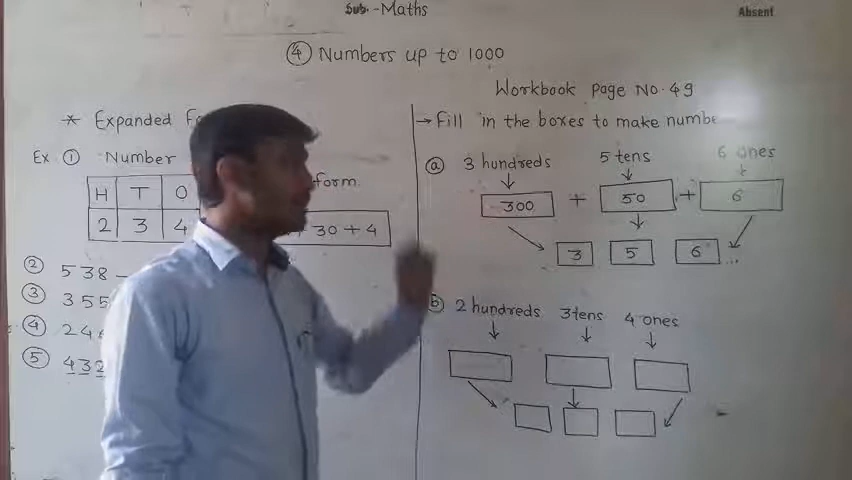 Sub. -Maths
Absent
④ Numbers up to 1000
Workbook Page No. 49
* Expanded
→ Fill in the boxes to make numbe
Ex ① Number
form.
H T O
2 3 4 + 30 + 4
② 538 –
③ 355
④ 24
⑤ 432
ⓐ 3 hundreds 5 tens 6 ones
300 + 50 + 6
3 5 6 ...
ⓑ 2 hundreds 3 tens 4 ones